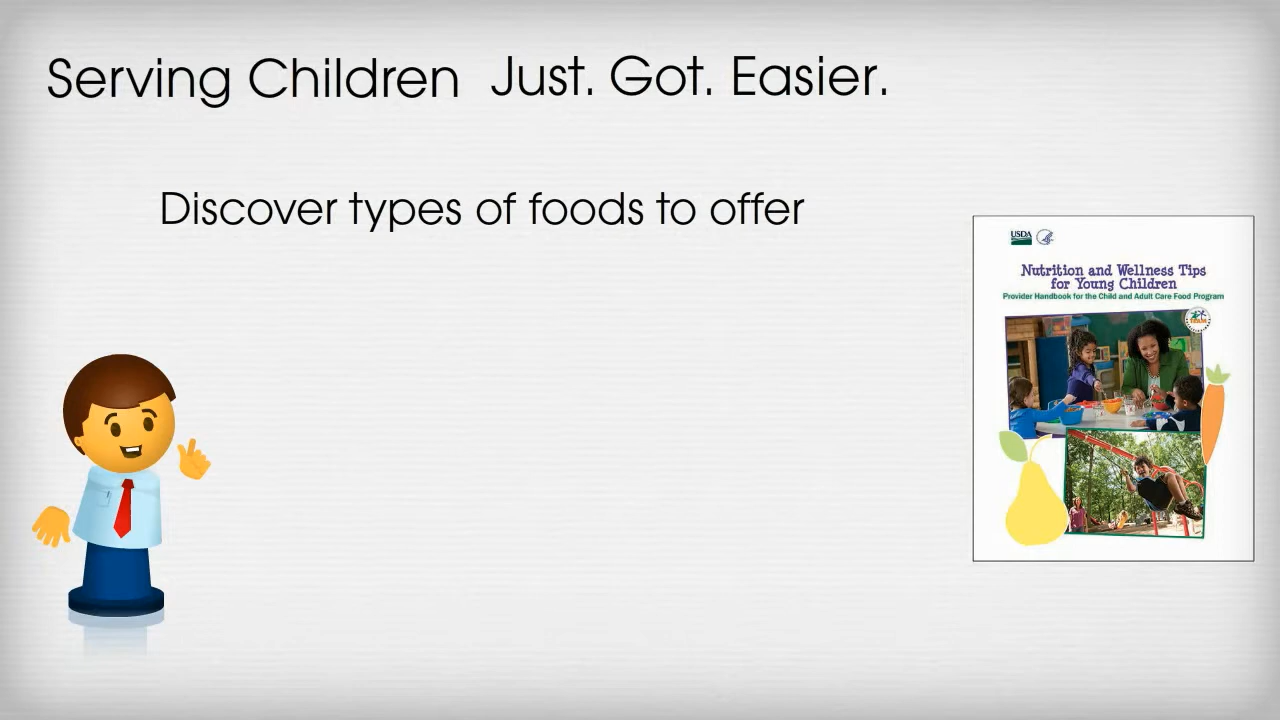 Serving Children Just. Got. Easier.
Discover types of foods to offer
USDA
Nutrition and Wellness Tips
for Young Children
Provider Handbook for the Child and Adult Care Food Program
TEAM